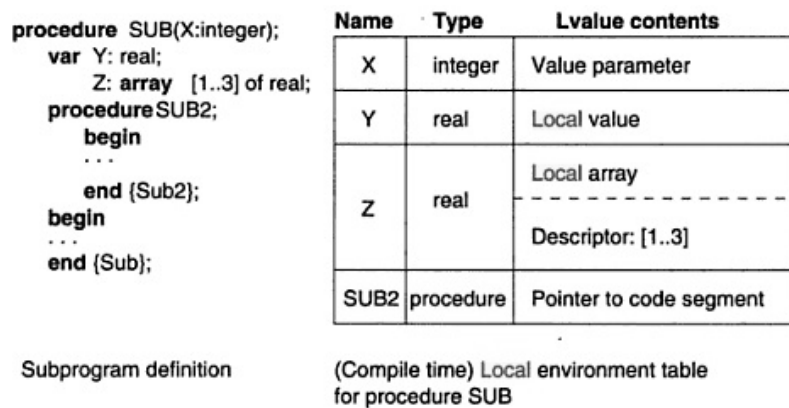 procedure SUB(X:integer);
var Y: real;
Z: array [1..3] of real;
procedureSUB2;
begin
. . .
end {Sub2};
begin
. . .
end {Sub};
Subprogram definition
Name Type Lvalue contents
X integer Value parameter
Y real Local value
Z real Local array
Descriptor: [1..3]
SUB2 procedure Pointer to code segment
(Compile time) Local environment table
for procedure SUB